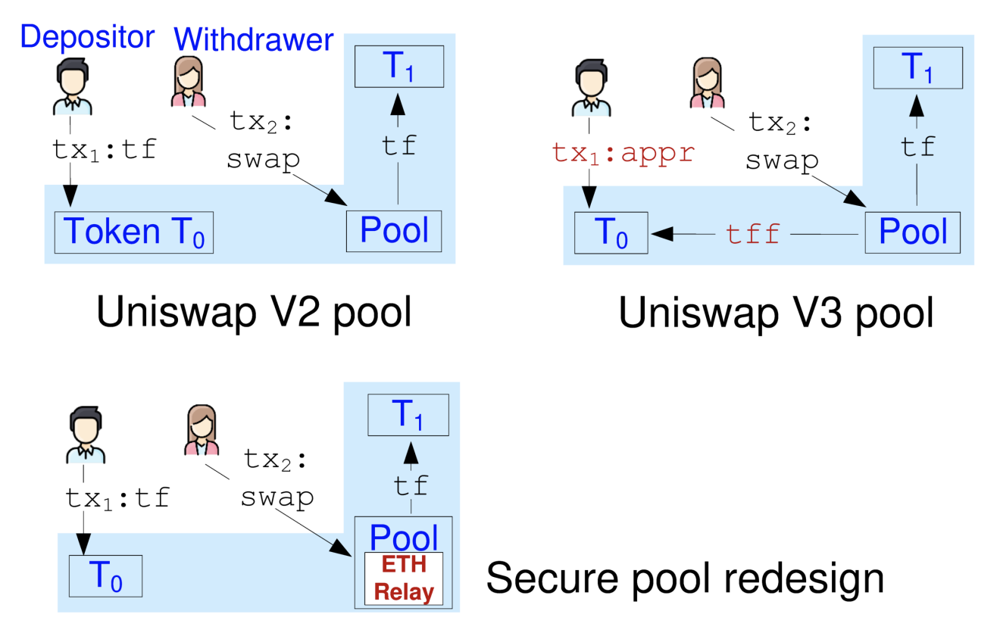 Depositor Withdrawer
T₁
tx₂:
tf
tx₁:tf
swap
Token T₀
Pool
Uniswap V2 pool
T₁
tx₂:
tf
tx₁:appr
swap
T₀
tff
Pool
Uniswap V3 pool
T₁
tx₂:
tf
tx₁:tf
swap
Pool
ETH
Relay
T₀
Secure pool redesign